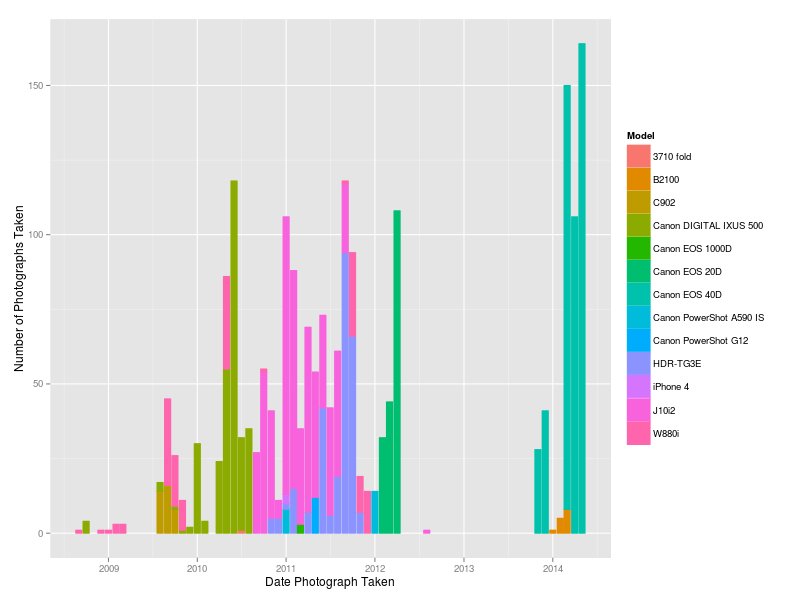 Number of Photographs Taken
150
100
50
0
2009
2010
2011
2012
2013
2014
Date Photograph Taken
Model
3710 fold
B2100
C902
Canon DIGITAL IXUS 500
Canon EOS 1000D
Canon EOS 20D
Canon EOS 40D
Canon PowerShot A590 IS
Canon PowerShot G12
HDR-TG3E
iPhone 4
J10i2
W880i